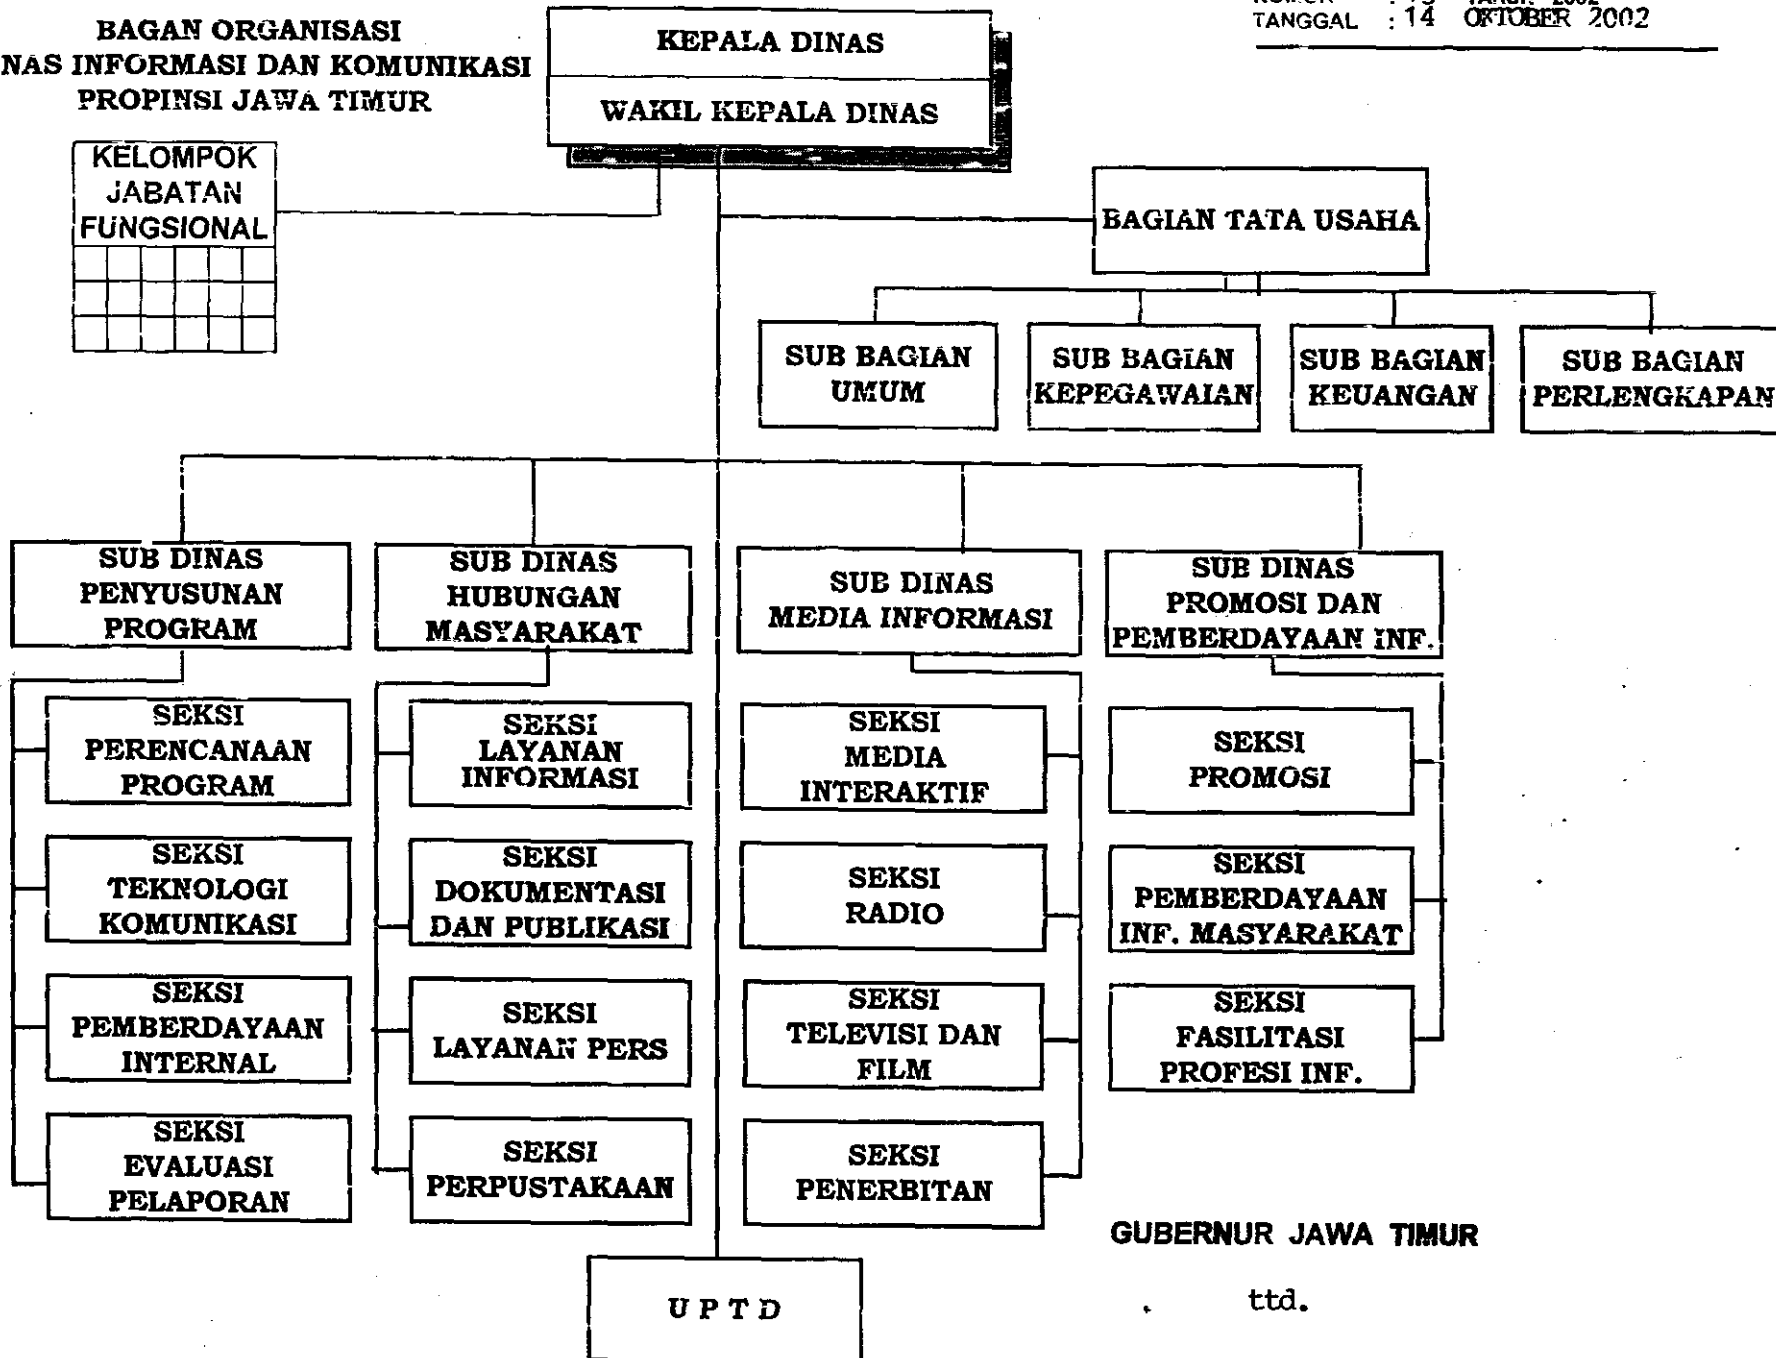 BAGAN ORGANISASI
NAS INFORMASI DAN KOMUNIKASI
PROPINSI JAWA TIMUR
KEPALA DINAS
WAKIL KEPALA DINAS
TAHUN 2002
TANGGAL : 14 OKTOBER 2002
KELOMPOK
JABATAN
FUNGSIONAL
BAGIAN TATA USAHA
SUB BAGIAN
UMUM
SUB BAGIAN
KEPEGAWAIAN
SUB BAGIAN
KEUANGAN
SUB BAGIAN
PERLENGKAPAN
SUB DINAS
PENYUSUNAN
PROGRAM
SUB DINAS
HUBUNGAN
MASYARAKAT
SUB DINAS
MEDIA INFORMASI
SUB DINAS
PROMOSI DAN
PEMBERDAYAAN INF.
SEKSI
PERENCANAAN
PROGRAM
SEKSI
LAYANAN
INFORMASI
SEKSI
MEDIA
INTERAKTIF
SEKSI
PROMOSI
SEKSI
TEKNOLOGI
KOMUNIKASI
SEKSI
DOKUMENTASI
DAN PUBLIKASI
SEKSI
RADIO
SEKSI
PEMBERDAYAAN
INF. MASYARAKAT
SEKSI
PEMBERDAYAAN
INTERNAL
SEKSI
LAYANAN PERS
SEKSI
TELEVISI DAN
FILM
SEKSI
FASILITASI
PROFESI INF.
SEKSI
EVALUASI
PELAPORAN
SEKSI
PERPUSTAKAAN
SEKSI
PENERBITAN
U P T D
GUBERNUR JAWA TIMUR
ttd.